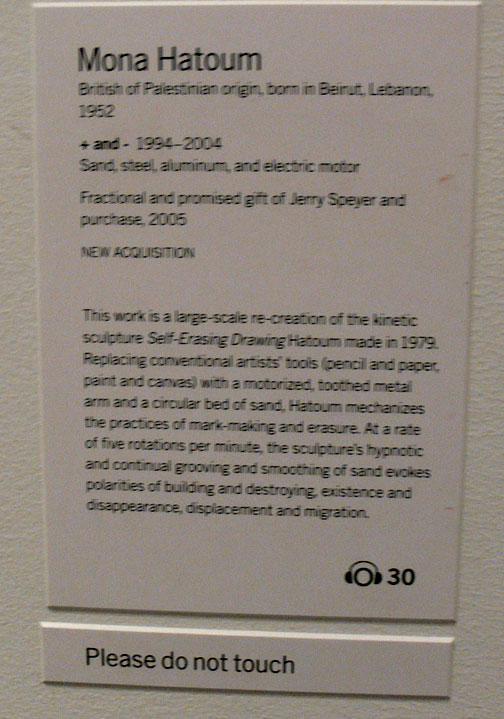 Mona Hatoum
British of Palestinian origin, born in Beirut, Lebanon,
1952
+ and - 1994–2004
Sand, steel, aluminum, and electric motor
Fractional and promised gift of Jerry Speyer and
purchase, 2005
NEW ACQUISITION
This work is a large-scale re-creation of the kinetic
sculpture Self-Erasing Drawing Hatoum made in 1979.
Replacing conventional artists' tools (pencil and paper,
paint and canvas) with a motorized, toothed metal
arm and a circular bed of sand, Hatoum mechanizes
the practices of mark-making and erasure. At a rate
of five rotations per minute, the sculpture's hypnotic
and continual grooving and smoothing of sand evokes
polarities of building and destroying, existence and
disappearance, displacement and migration.
30
Please do not touch